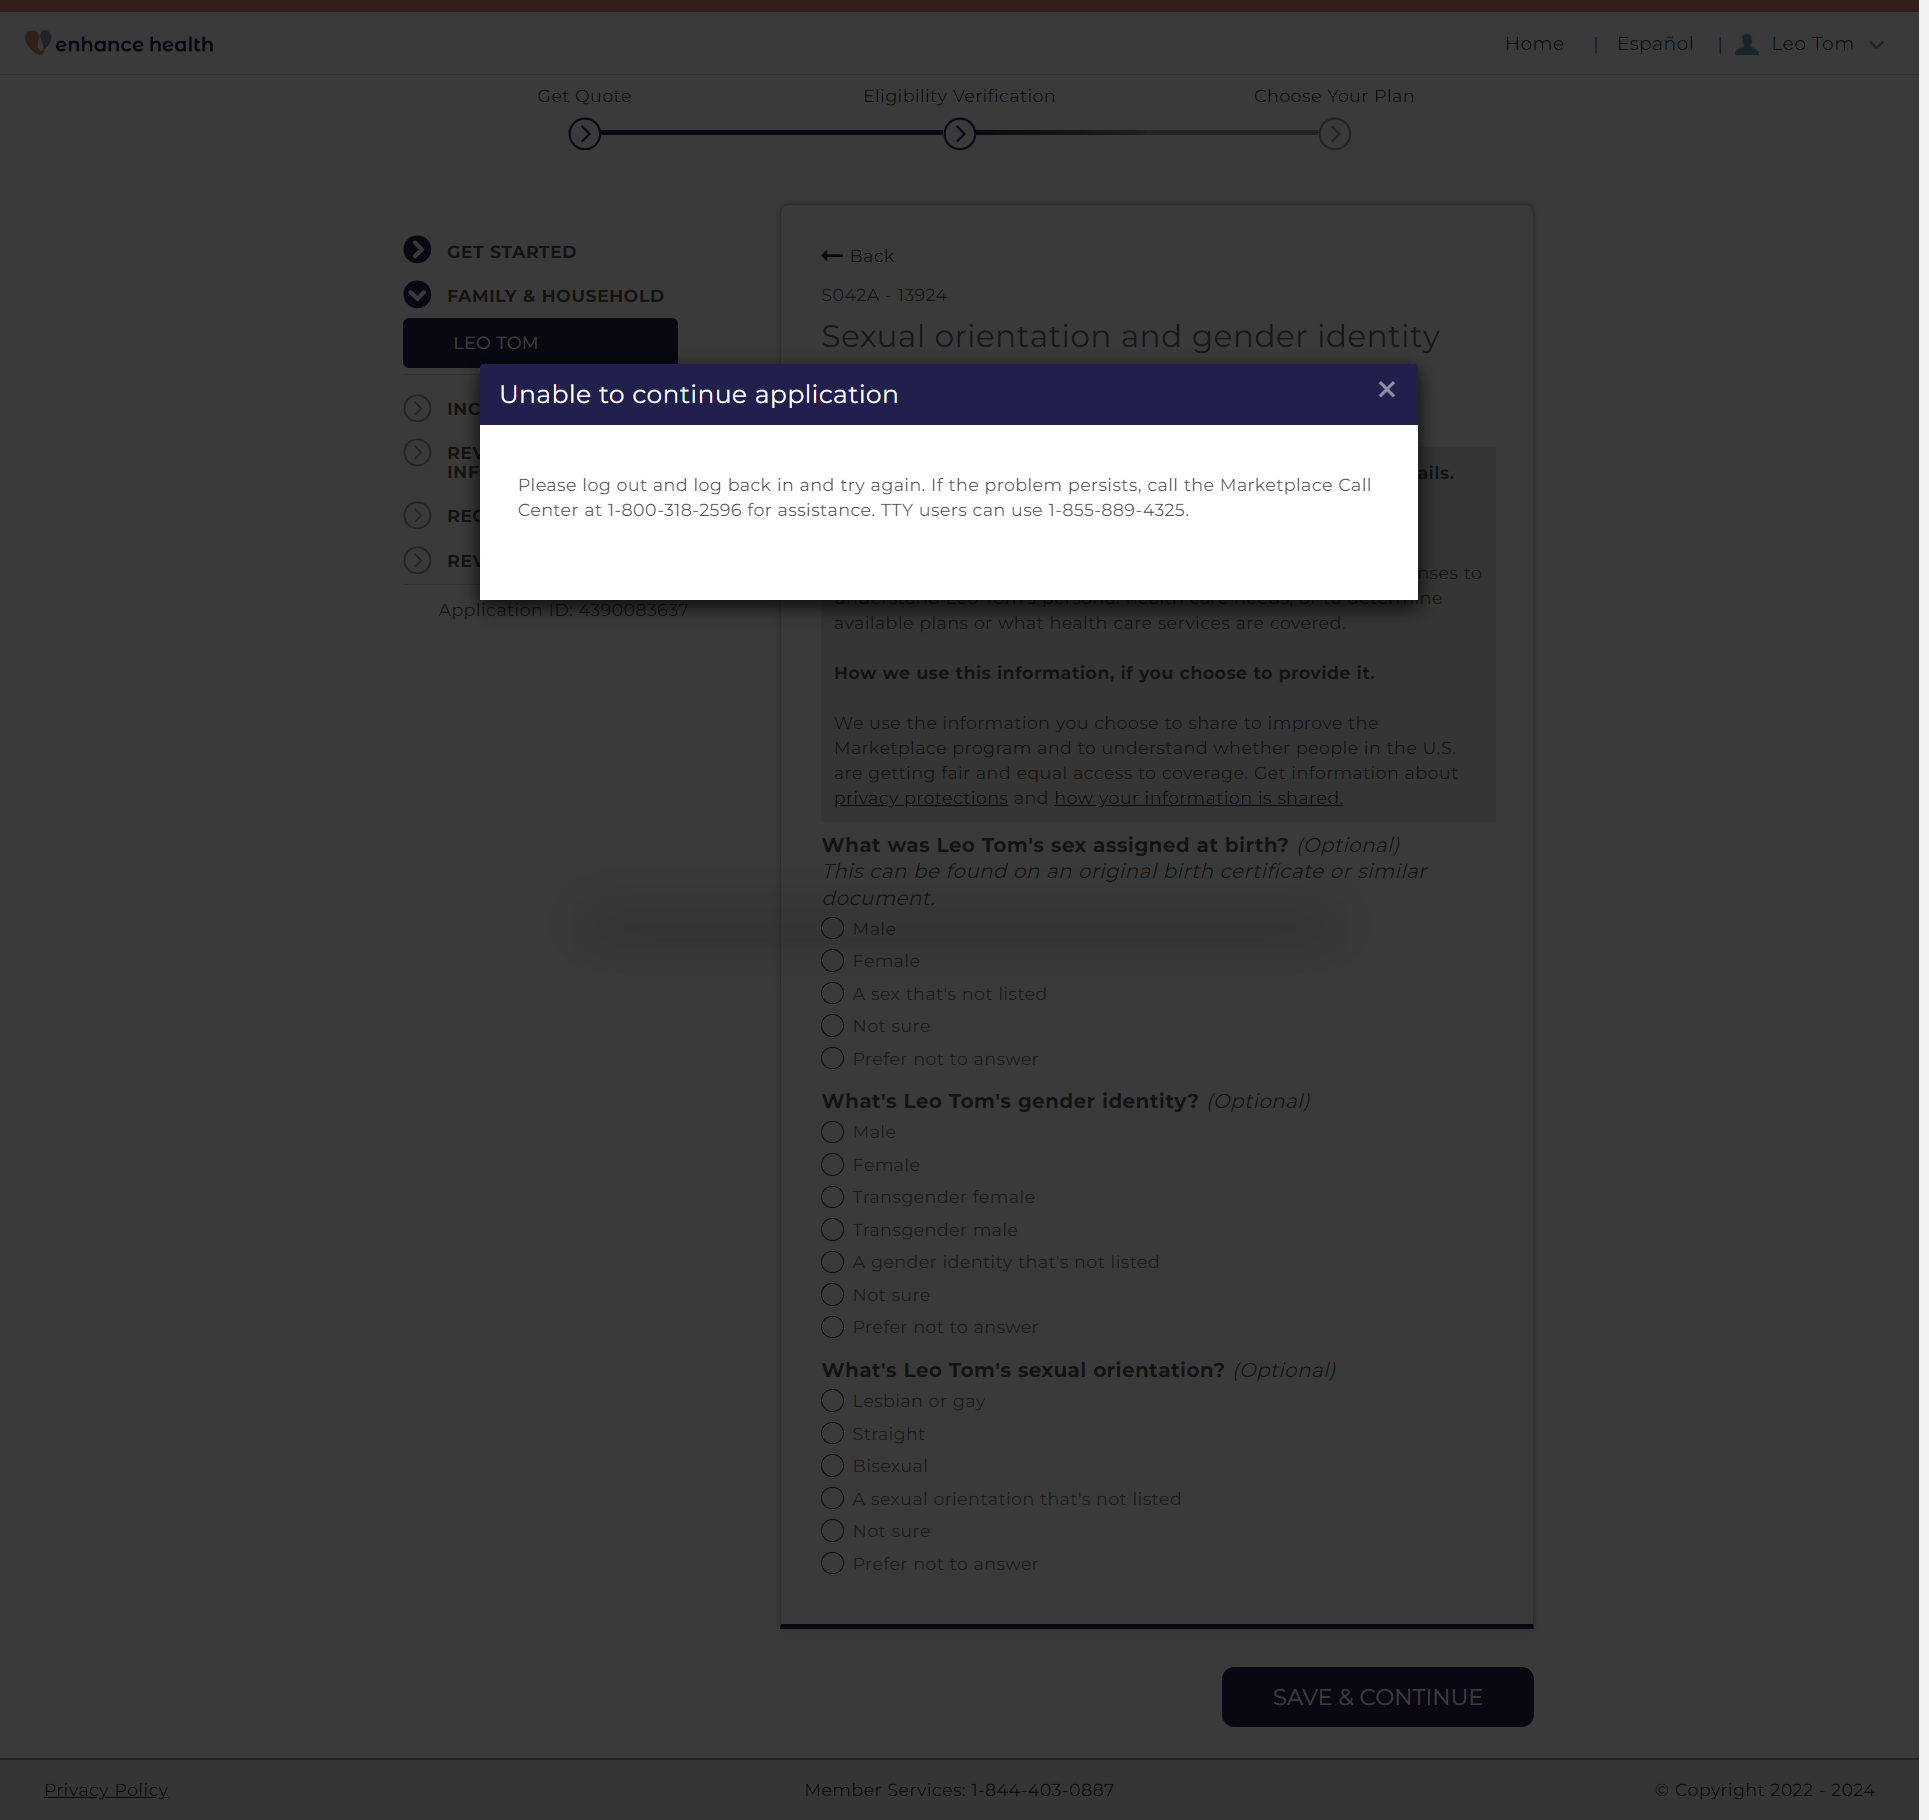 enhance health
Home | Español | Leo Tom
Get Quote
Eligibility Verification
Choose Your Plan
GET STARTED
FAMILY & HOUSEHOLD
LEO TOM
INC
REV
INF
REC
REV
Application ID: 4390083637
Back
S042A - 13924
Sexual orientation and gender identity
Unable to continue application
Please log out and log back in and try again. If the problem persists, call the Marketplace Call
Center at 1-800-318-2596 for assistance. TTY users can use 1-855-889-4325.
ails.
nses to
understand Leo Tom's personal health care needs, or to determine
available plans or what health care services are covered.
How we use this information, if you choose to provide it.
We use the information you choose to share to improve the
Marketplace program and to understand whether people in the U.S.
are getting fair and equal access to coverage. Get information about
privacy protections and how your information is shared.
What was Leo Tom's sex assigned at birth? (Optional)
This can be found on an original birth certificate or similar
document.
Male
Female
A sex that's not listed
Not sure
Prefer not to answer
What's Leo Tom's gender identity? (Optional)
Male
Female
Transgender female
Transgender male
A gender identity that's not listed
Not sure
Prefer not to answer
What's Leo Tom's sexual orientation? (Optional)
Lesbian or gay
Straight
Bisexual
A sexual orientation that's not listed
Not sure
Prefer not to answer
SAVE & CONTINUE
Privacy Policy
Member Services: 1-844-403-0887
© Copyright 2022 - 2024